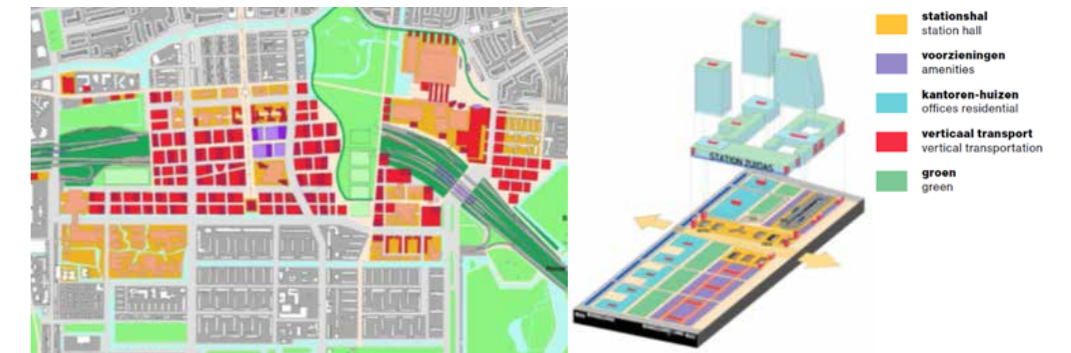 stationshal
station hall
voorzieningen
amenities
kantoren-huizen
offices residential
verticaal transport
vertical transportation
groen
green
STATION ZUIDAS